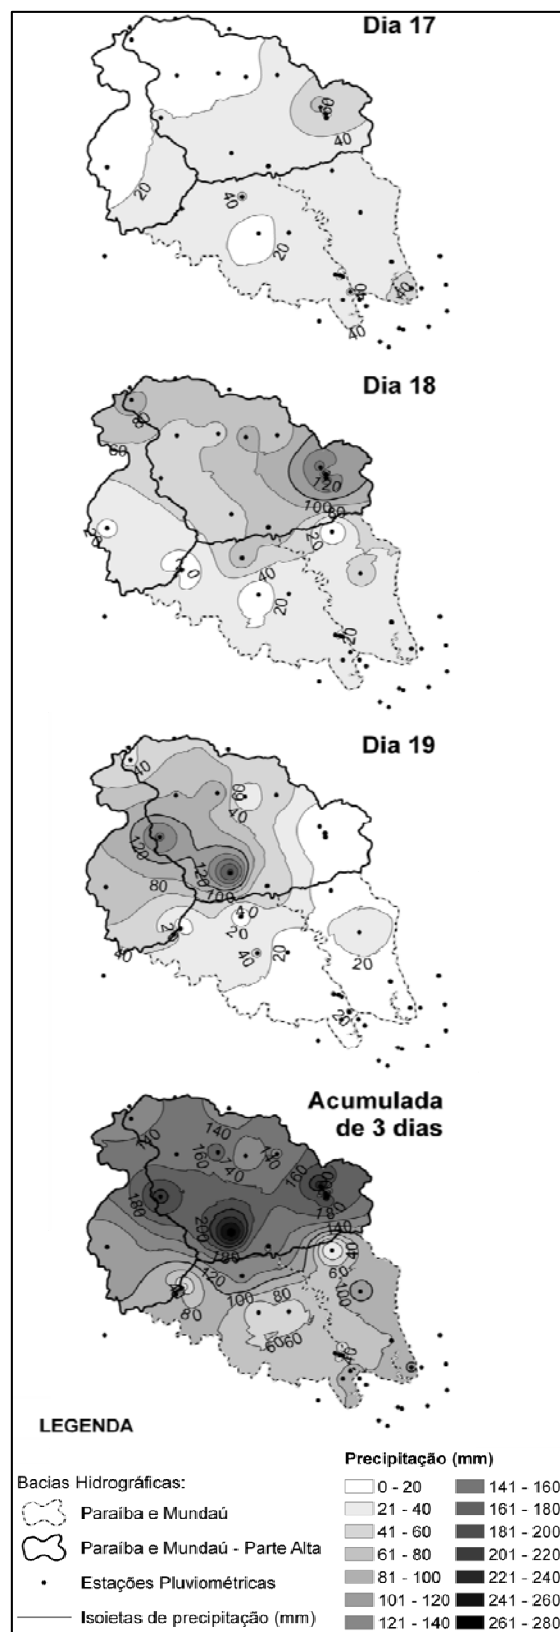 Dia 17
60
40
20
40
20
40
40
40
Dia 18
80
60
120
100
80
20
20
20
40
20
20
Dia 19
40
60
40
120
120
100
80
40
20
20
40
20
40
20
20
Acumulada
de 3 dias
140
140
160
140
140
160
180
200
180
180
140
40
60
120
100
80
100
80
60
60
LEGENDA
Bacias Hidrográficas:
Paraíba e Mundaú
Paraíba e Mundaú - Parte Alta
Estações Pluviométricas
Isoietas de precipitação (mm)
Precipitação (mm)
0 - 20
141 - 160
21 - 40
161 - 180
41 - 60
181 - 200
61 - 80
201 - 220
81 - 100
221 - 240
101 - 120
241 - 260
121 - 140
261 - 280